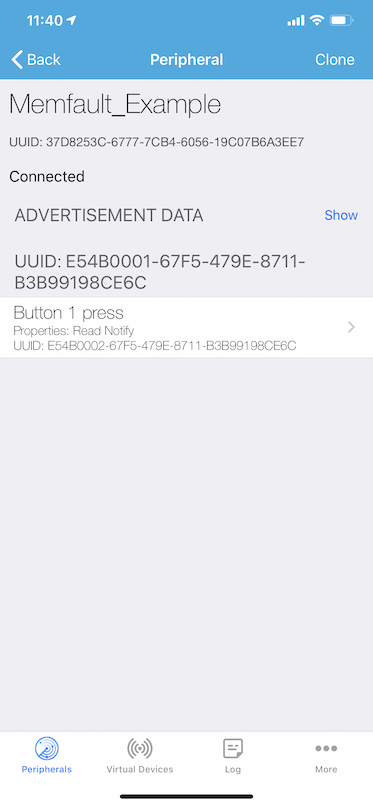 11:40
Back
Peripheral
Clone
Memfault_Example
UUID: 37D8253C-6777-7CB4-6056-19C07B6A3EE7
Connected
ADVERTISEMENT DATA
Show
UUID: E54B0001-67F5-479E-8711-
B3B99198CE6C
Button 1 press
Properties: Read Notify
UUID: E54B0002-67F5-479E-8711-B3B99198CE6C
Peripherals
Virtual Devices
Log
More